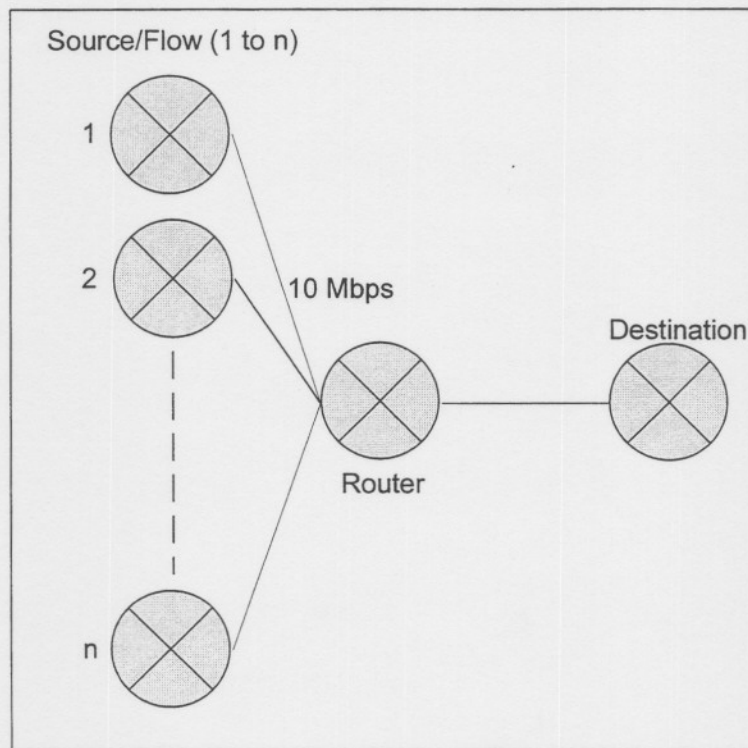 Source/Flow (1 to n)
1
2
10 Mbps
Destination
Router
n